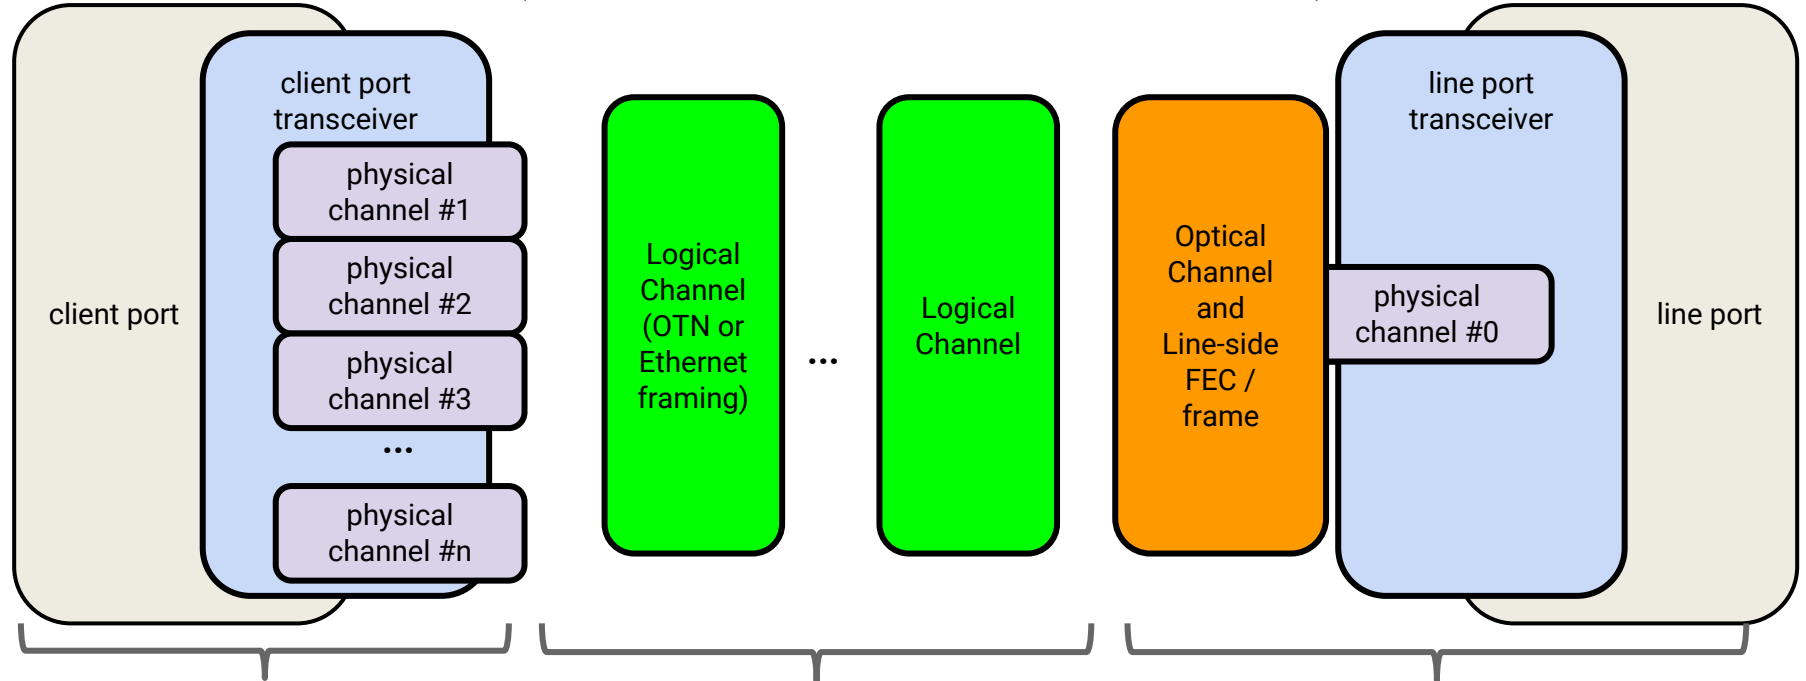 client port
client port
transceiver
physical
channel #1
physical
channel #2
physical
channel #3
...
physical
channel #n
Logical
Channel
(OTN or
Ethernet
framing)
...
Logical
Channel
Optical
Channel
and
Line-side
FEC /
frame
line port
transceiver
physical
channel #0
line port